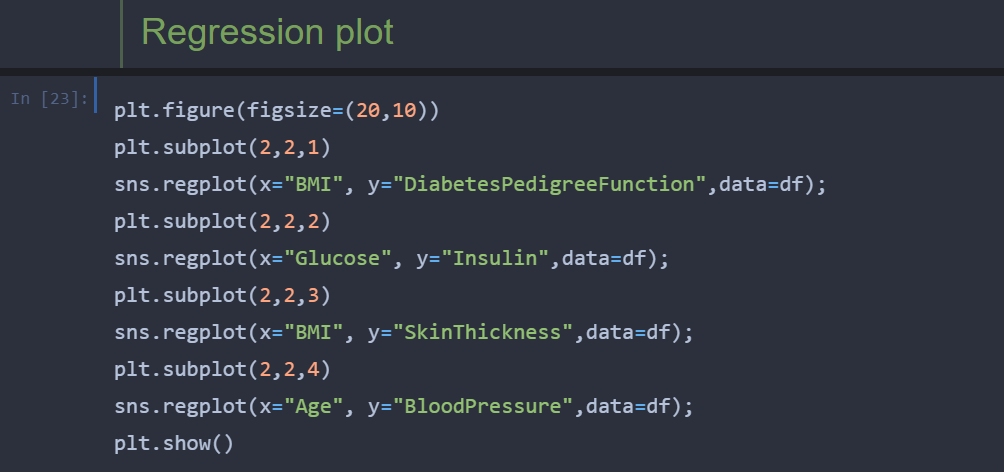 Regression plot
In [23]:
plt.figure(figsize=(20,10))
plt.subplot(2,2,1)
sns.regplot(x="BMI", y="DiabetesPedigreeFunction",data=df);
plt.subplot(2,2,2)
sns.regplot(x="Glucose", y="Insulin",data=df);
plt.subplot(2,2,3)
sns.regplot(x="BMI", y="SkinThickness",data=df);
plt.subplot(2,2,4)
sns.regplot(x="Age", y="BloodPressure",data=df);
plt.show()